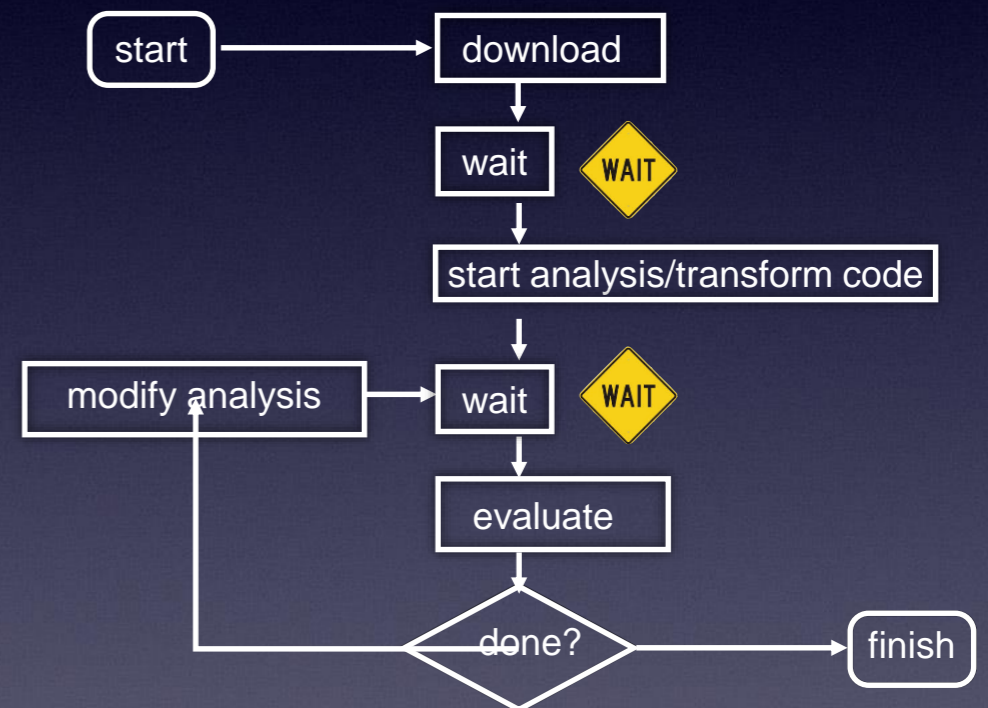 start
download
wait
WAIT
start analysis/transform code
modify analysis
wait
WAIT
evaluate
done?
finish